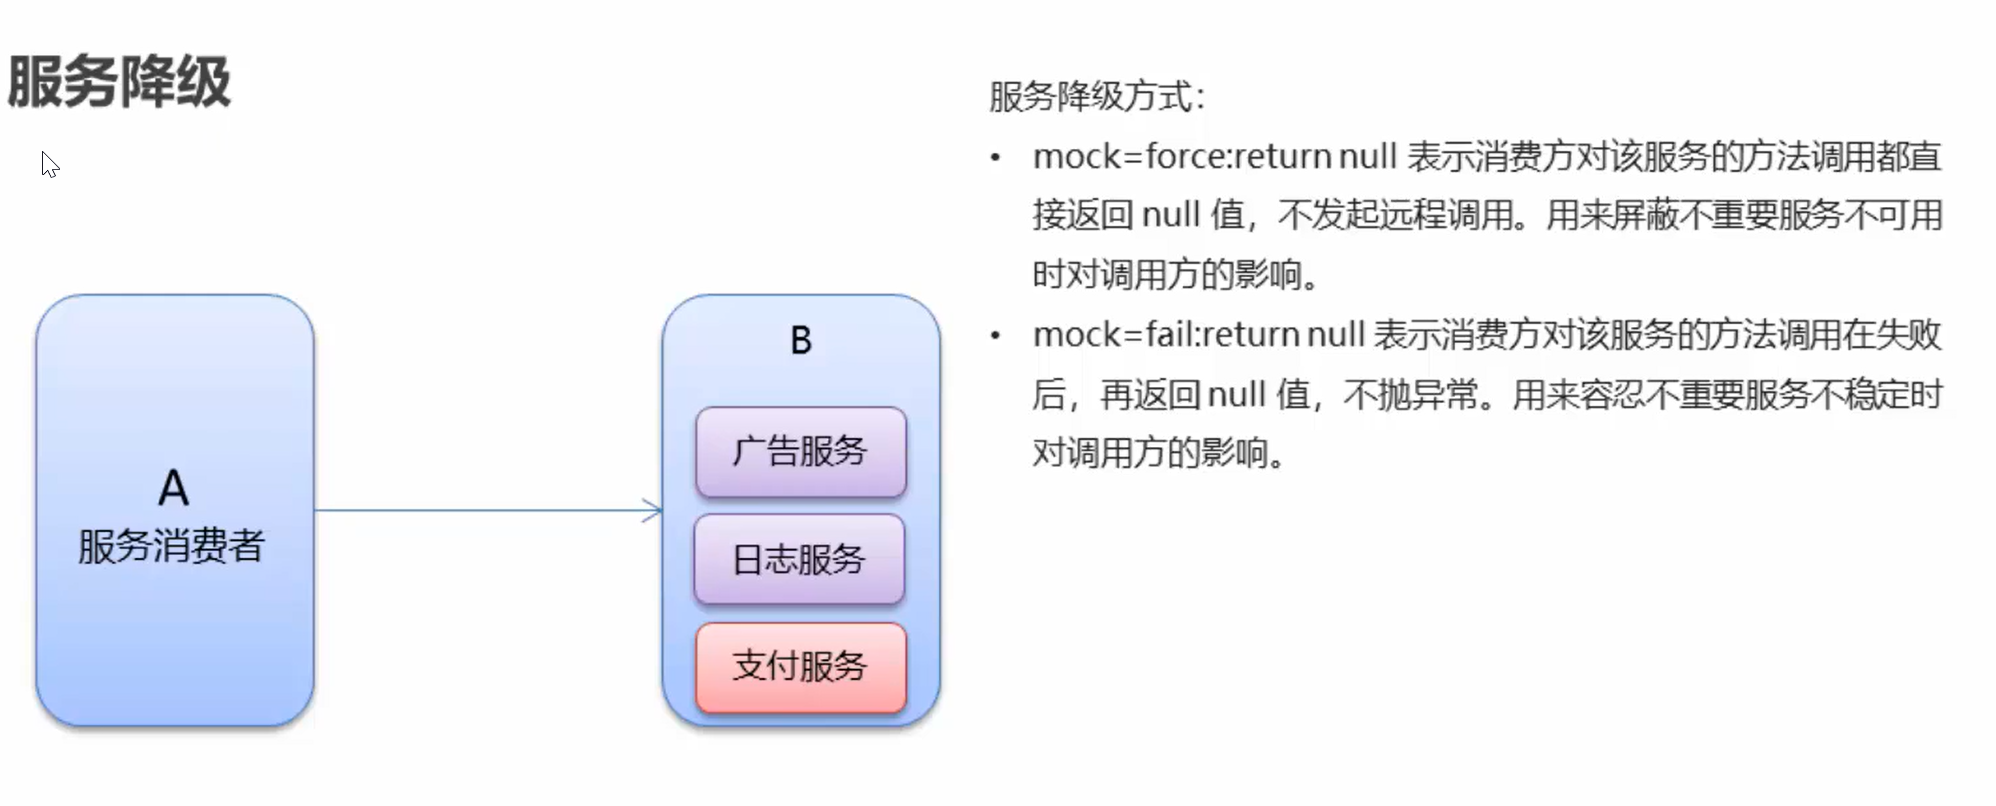 服务降级
A
服务消费者
B
广告服务
日志服务
支付服务
服务降级方式：
• mock=force:return null 表示消费方对该服务的方法调用都直
接返回 null 值，不发起远程调用。用来屏蔽不重要服务不可用
时对调用方的影响。
• mock=fail:return null 表示消费方对该服务的方法调用在失败
后，再返回 null 值，不抛异常。用来容忍不重要服务不稳定时
对调用方的影响。